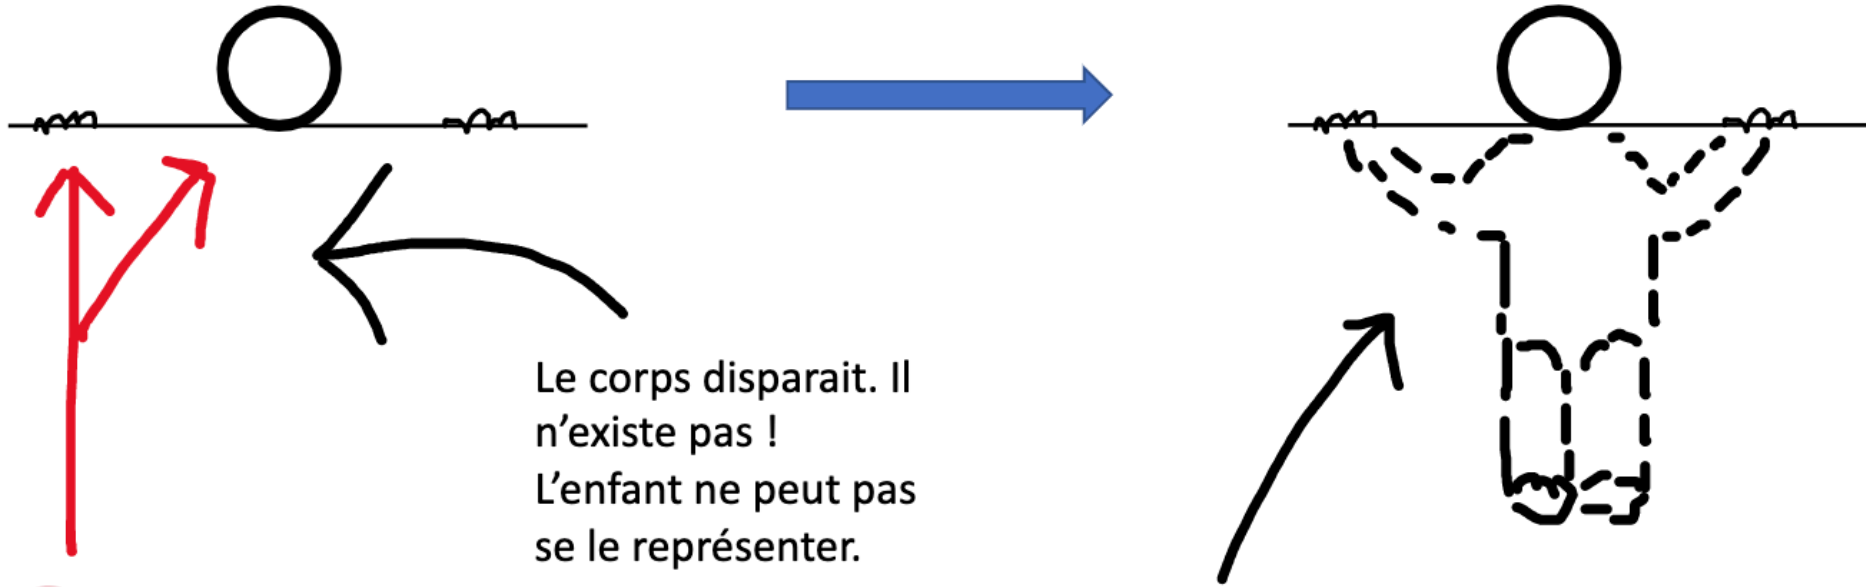 Le corps disparait. Il
n’existe pas !
L’enfant ne peut pas
se le représenter.